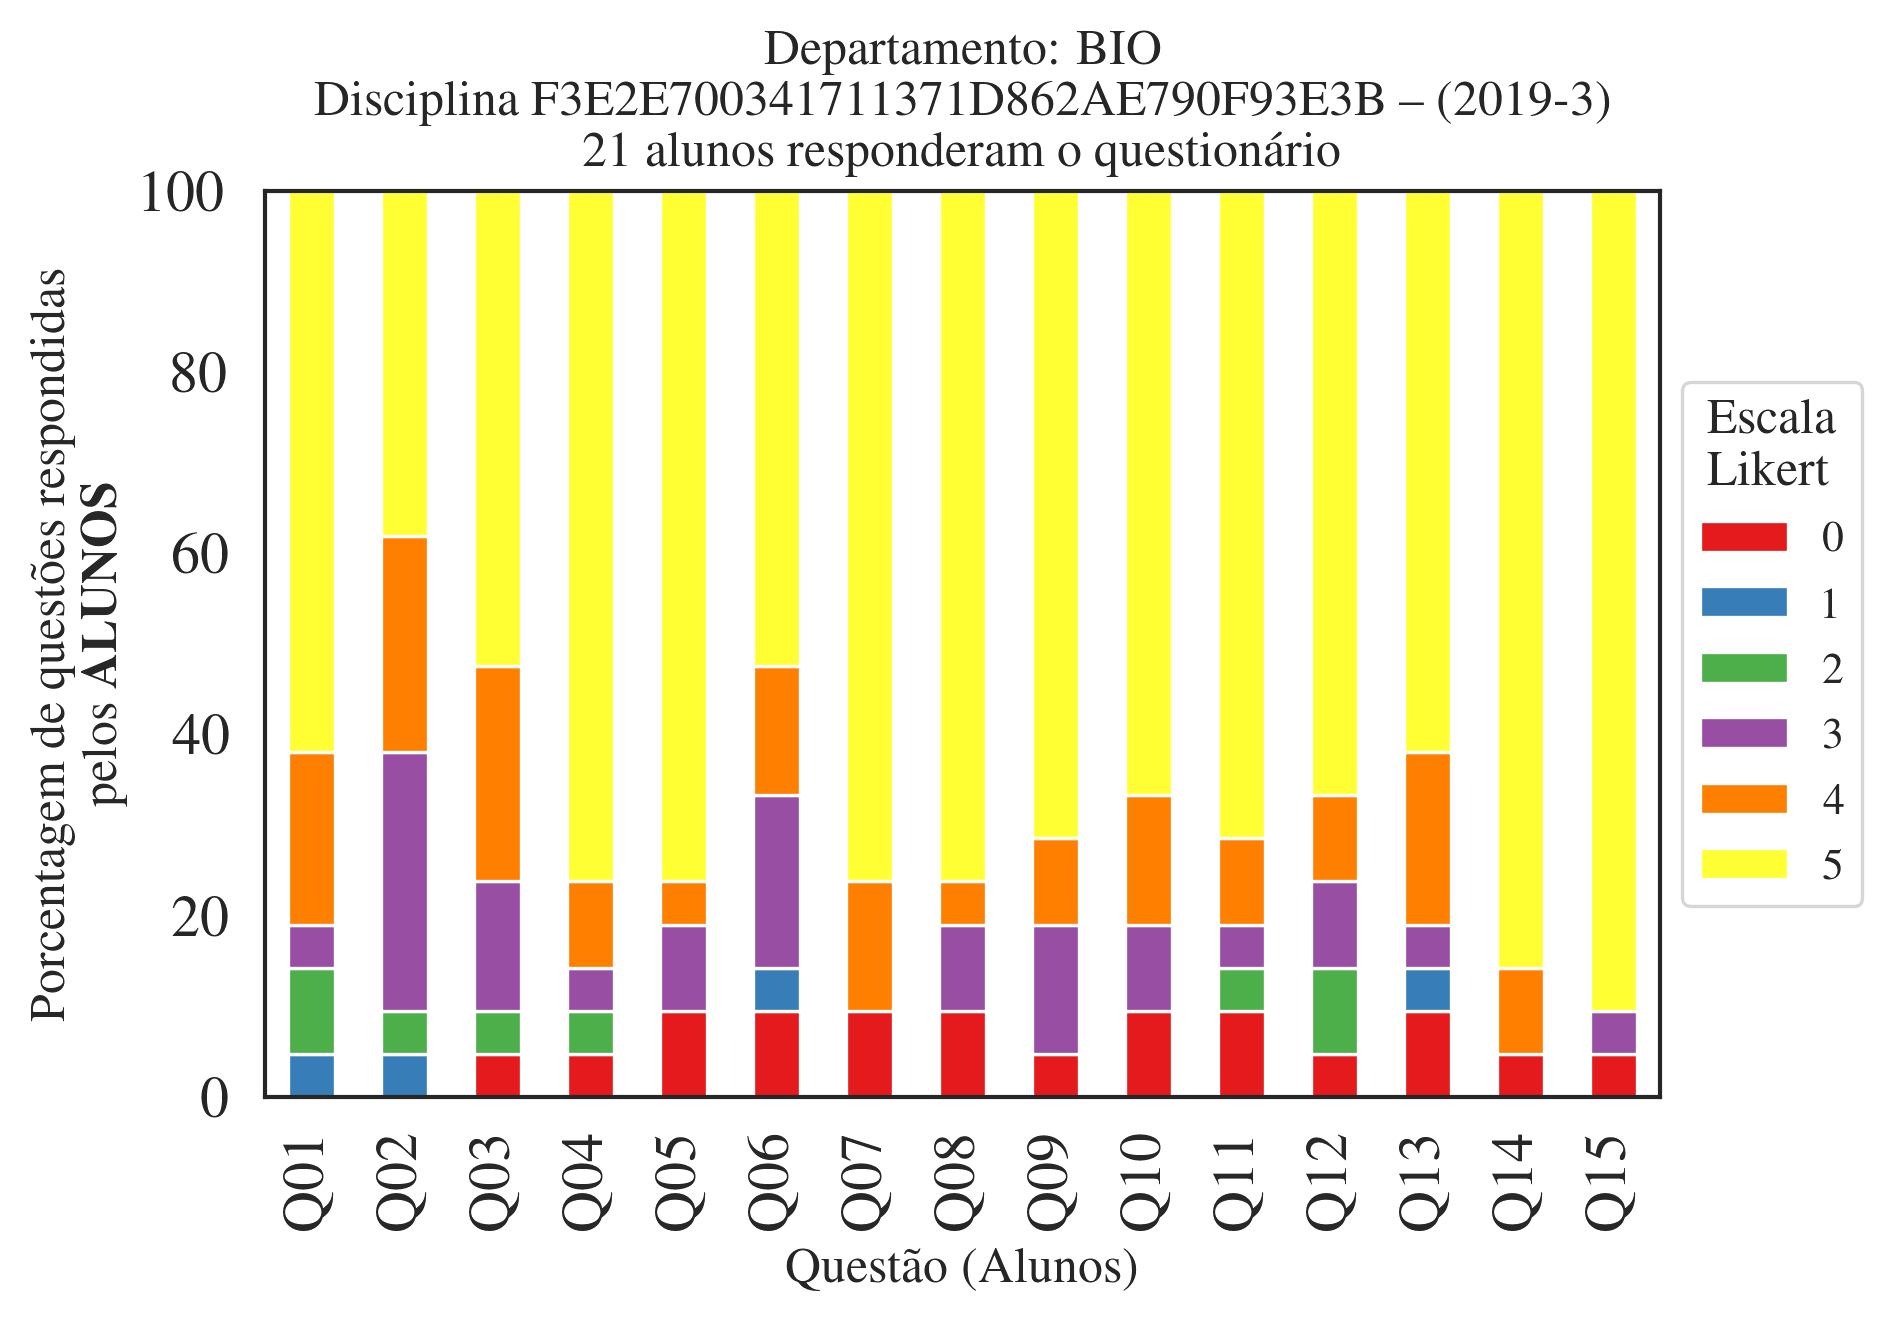 Departamento: BIO
Disciplina F3E2E700341711371D862AE790F93E3B – (2019-3)
21 alunos responderam o questionário
Porcentagem de questões respondidas
pelos ALUNOS
100
80
60
40
20
0
Q01
Q02
Q03
Q04
Q05
Q06
Q07
Q08
Q09
Q10
Q11
Q12
Q13
Q14
Q15
Questão (Alunos)
Escala
Likert
0
1
2
3
4
5